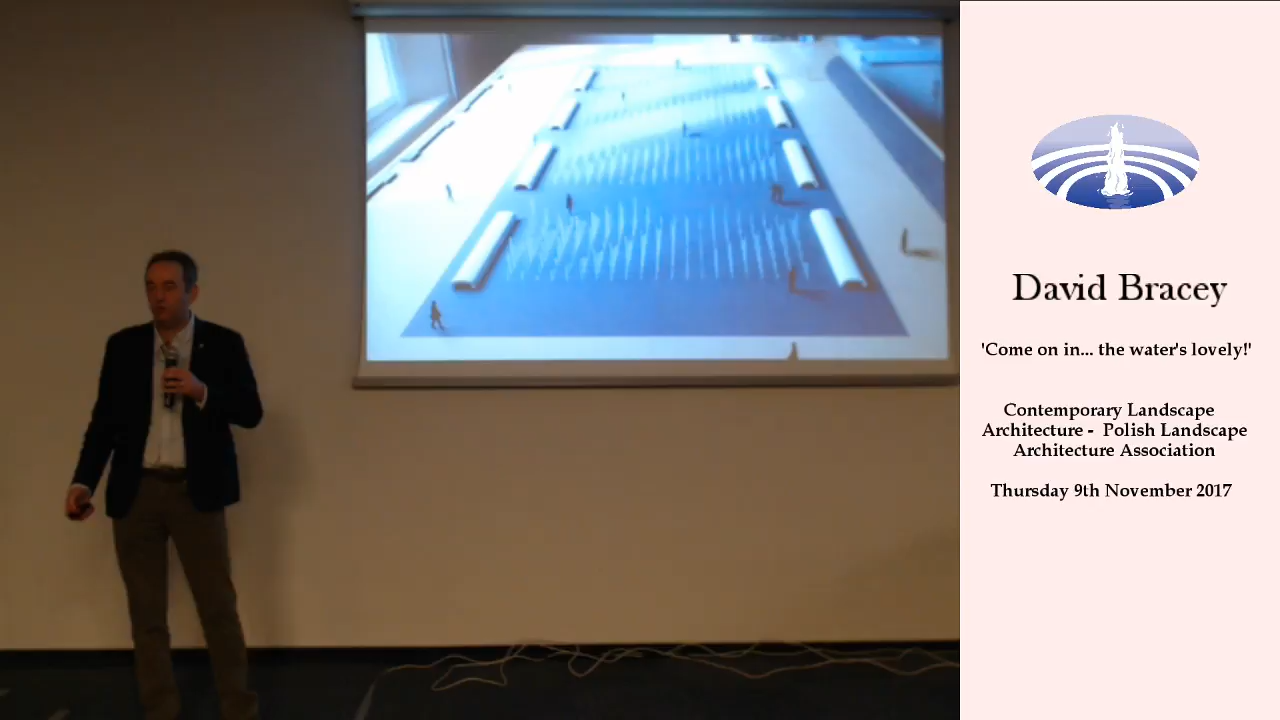 David Bracey
'Come on in... the water's lovely!'
Contemporary Landscape
Architecture - Polish Landscape
Architecture Association
Thursday 9th November 2017